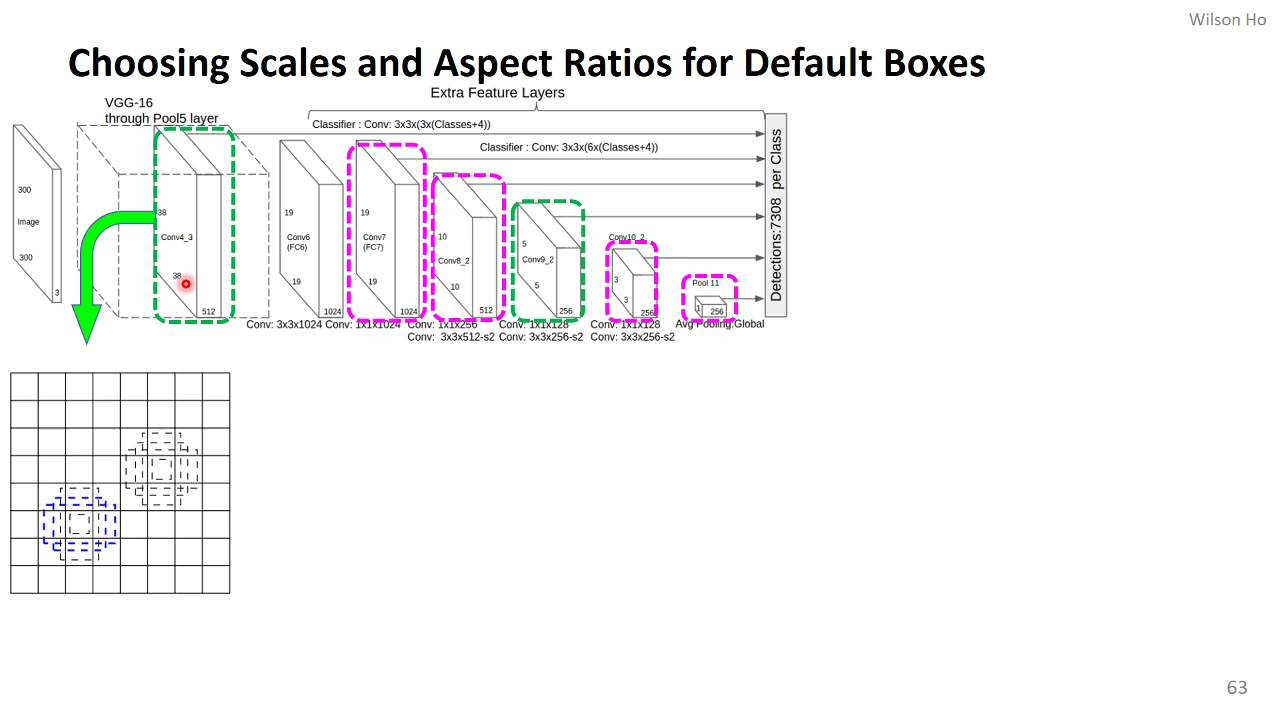 Wilson Ho
Choosing Scales and Aspect Ratios for Default Boxes
Extra Feature Layers
VGG-16
through Pool5 layer
Classifier : Conv: 3x3x(3x(Classes+4))
Classifier : Conv: 3x3x(6x(Classes+4))
Detections:7308 per Class
300
Image
300
3
38
Conv4_3
38
512
19
Conv6
(FC6)
19
1024
19
Conv7
(FC7)
19
1024
10
Conv8_2
10
512
5
Conv9_2
5
256
Conv10_2
3
3
256
Pool 11
1
256
Conv: 3x3x1024
Conv: 1x1x1024
Conv: 1x1x256
Conv: 3x3x512-s2
Conv: 1x1x128
Conv: 3x3x256-s2
Conv: 1x1x128
Conv: 3x3x256-s2
Avg Pooling:Global
63